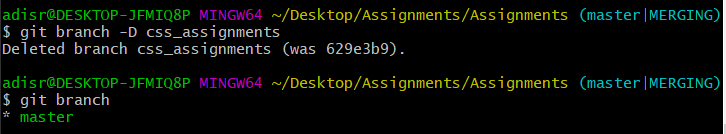 adisr@DESKTOP-JFMIQ8P MINGW64 ~/Desktop/Assignments/Assignments (master|MERGING)
$ git branch -D css_assignments
Deleted branch css_assignments (was 629e3b9).
adisr@DESKTOP-JFMIQ8P MINGW64 ~/Desktop/Assignments/Assignments (master|MERGING)
$ git branch
* master